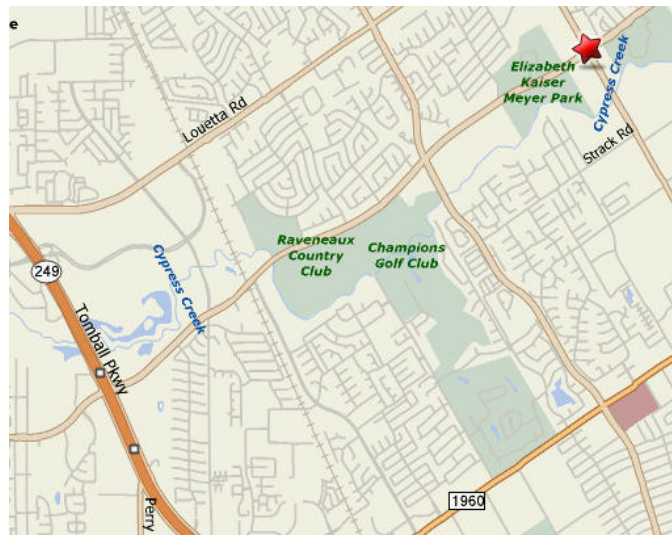 e
Louetta Rd
Elizabeth
Kaiser
Meyer Park
Cypress Creek
Strack Rd
Raveneaux
Country
Club
Champions
Golf Club
Cypress Creek
249
Tomball Pkwy
1960
Perry